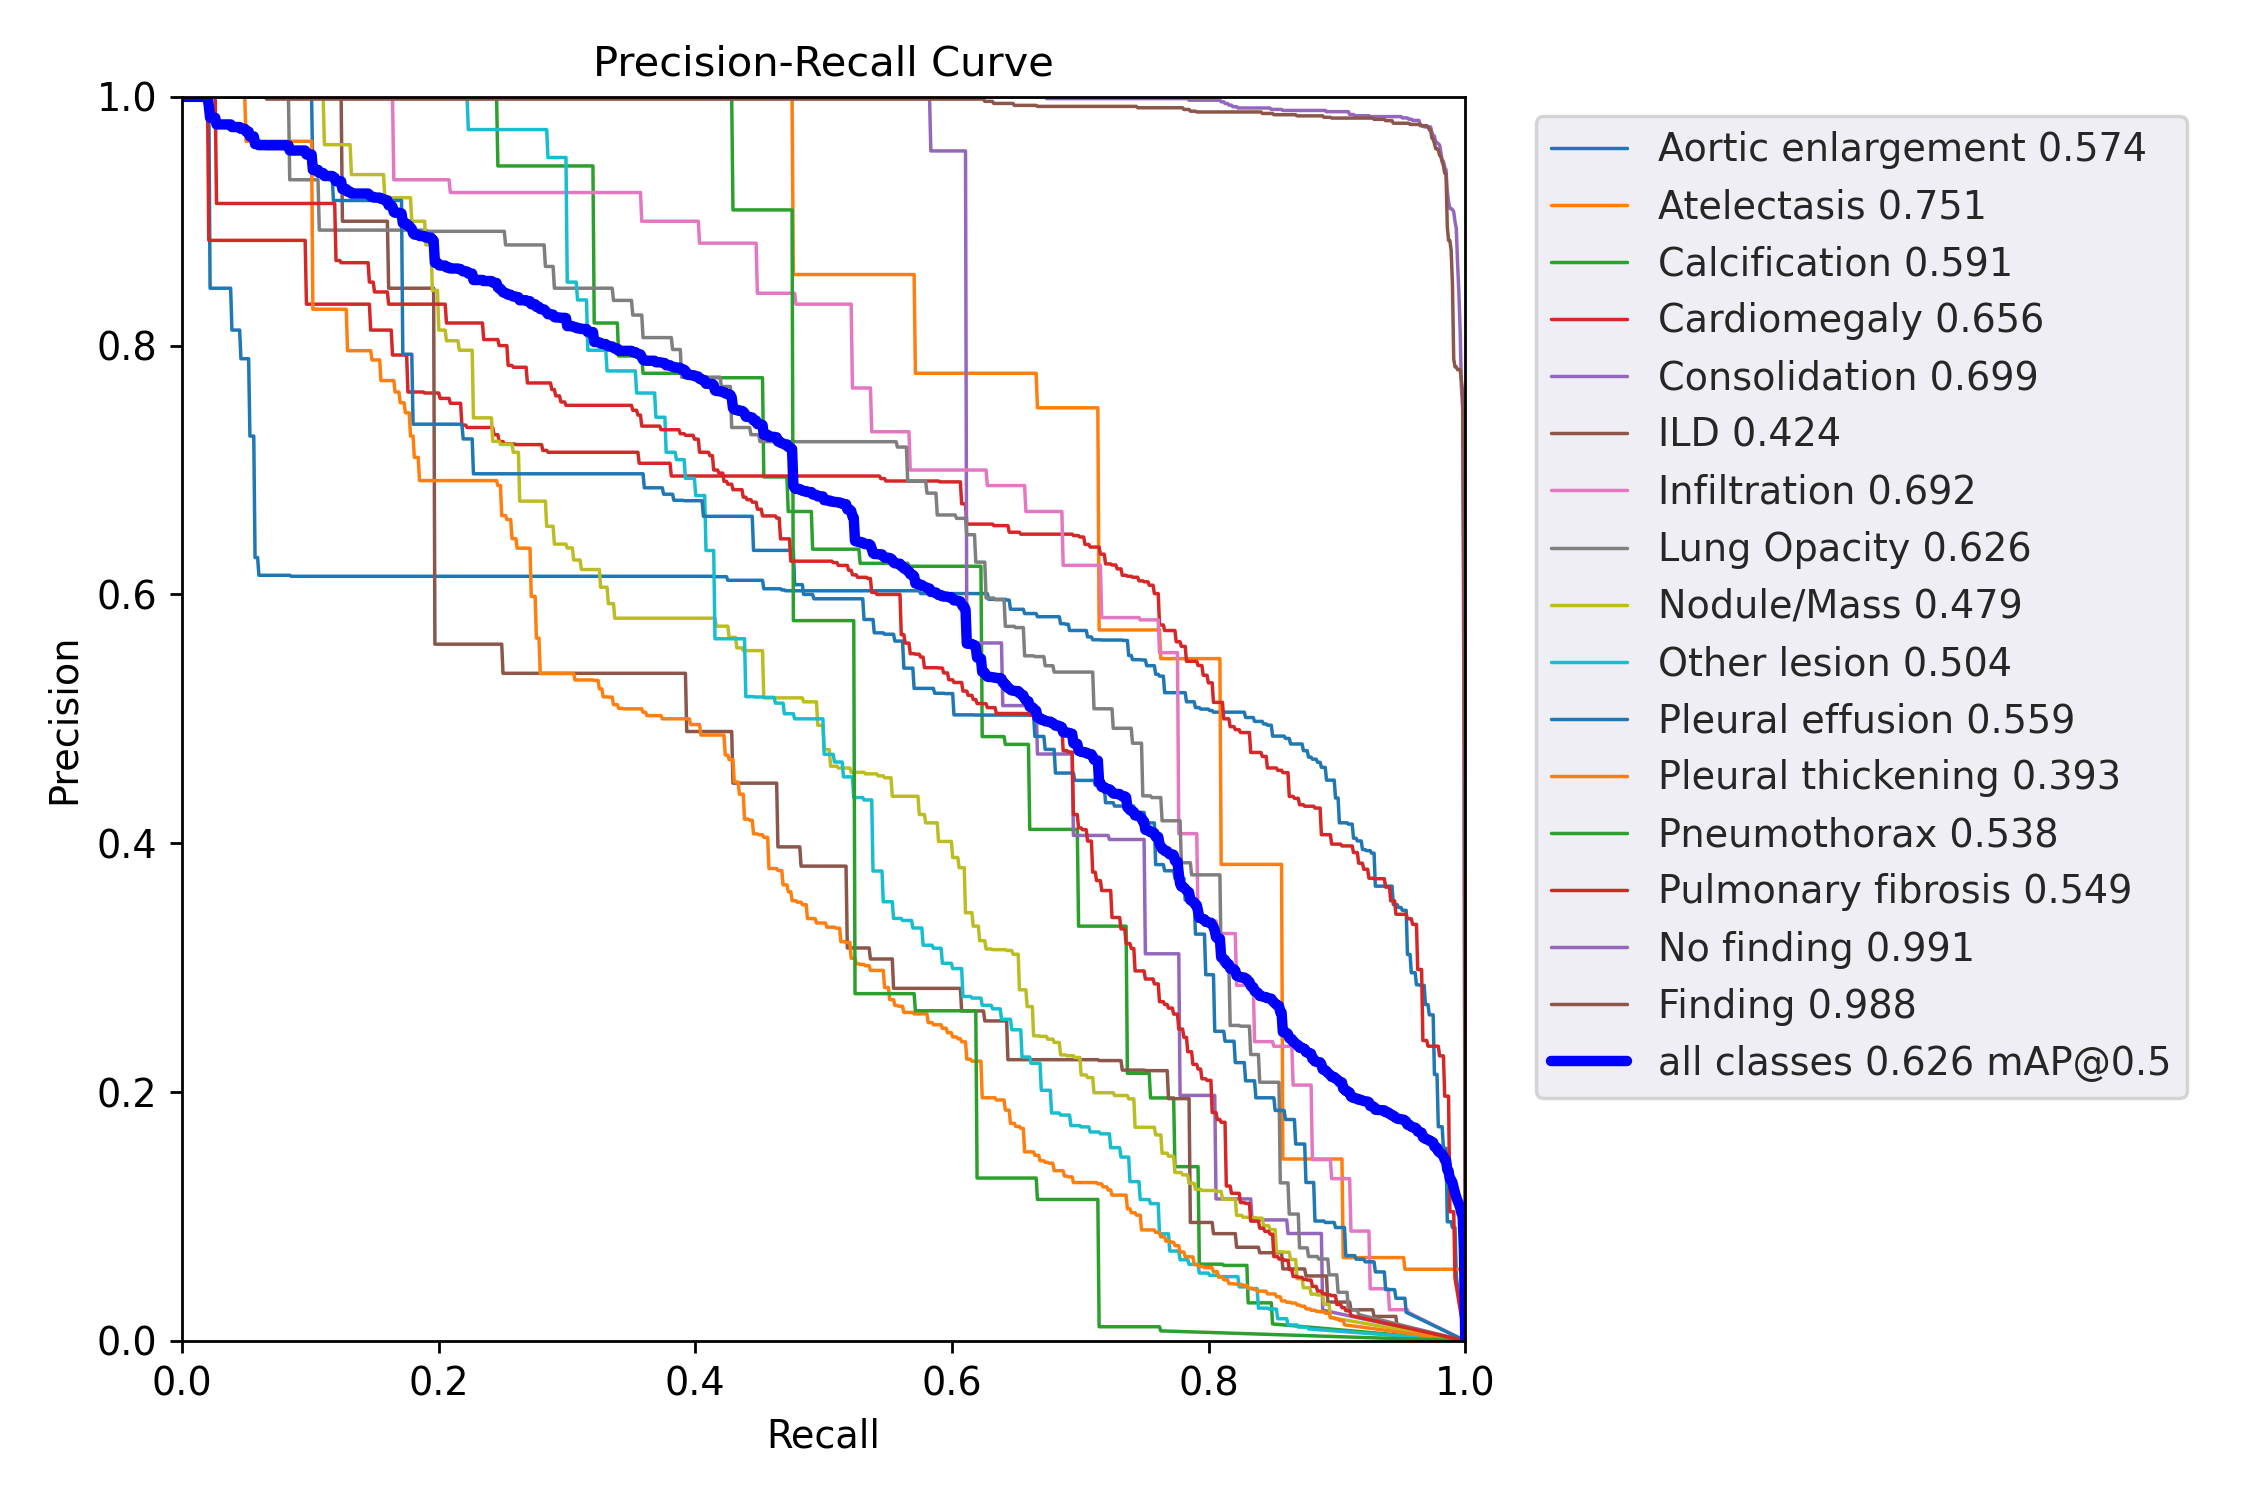 Precision-Recall Curve
1.0
0.8
0.6
0.4
0.2
0.0
Precision
0.0 0.2 0.4 0.6 0.8 1.0
Recall
Aortic enlargement 0.574
Atelectasis 0.751
Calcification 0.591
Cardiomegaly 0.656
Consolidation 0.699
ILD 0.424
Infiltration 0.692
Lung Opacity 0.626
Nodule/Mass 0.479
Other lesion 0.504
Pleural effusion 0.559
Pleural thickening 0.393
Pneumothorax 0.538
Pulmonary fibrosis 0.549
No finding 0.991
Finding 0.988
all classes 0.626 mAP@0.5